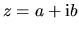 z = a + ib